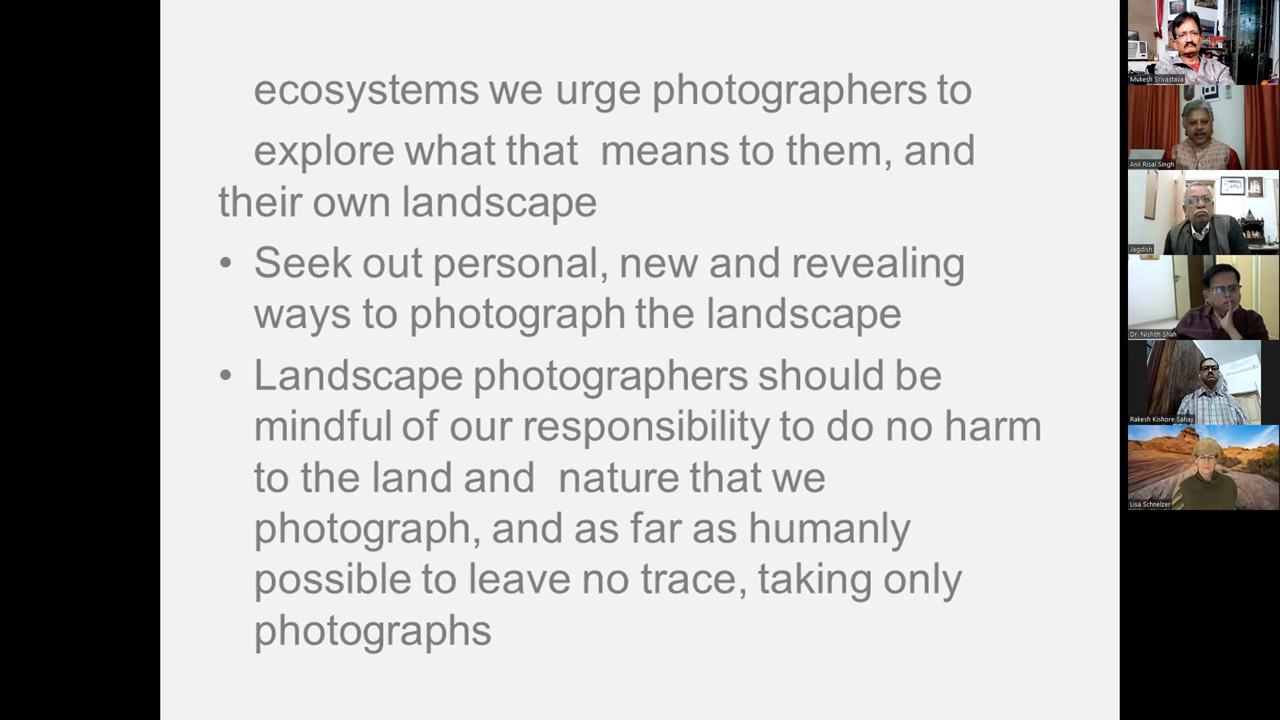 ecosystems we urge photographers to
explore what that  means to them, and
their own landscape
• Seek out personal, new and revealing
ways to photograph the landscape
• Landscape photographers should be
mindful of our responsibility to do no harm
to the land and  nature that we
photograph, and as far as humanly
possible to leave no trace, taking only
photographs
Mukesh Srivastava
Anil Risal Singh
Jagdish
Dr. Nishith Shah
Rakesh Kishore Sahay
Lisa Schnelzer